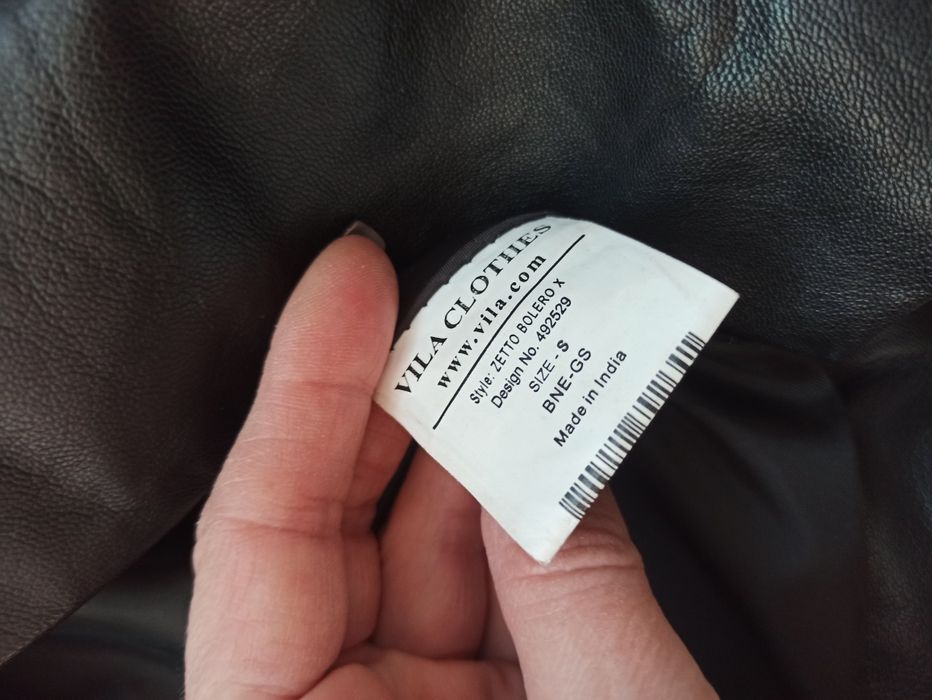 VILA CLOTHES
www.vila.com
Style: ZETTO BOLERO X
Design No. 492529
SIZE - S
BNE-GS
Made in India